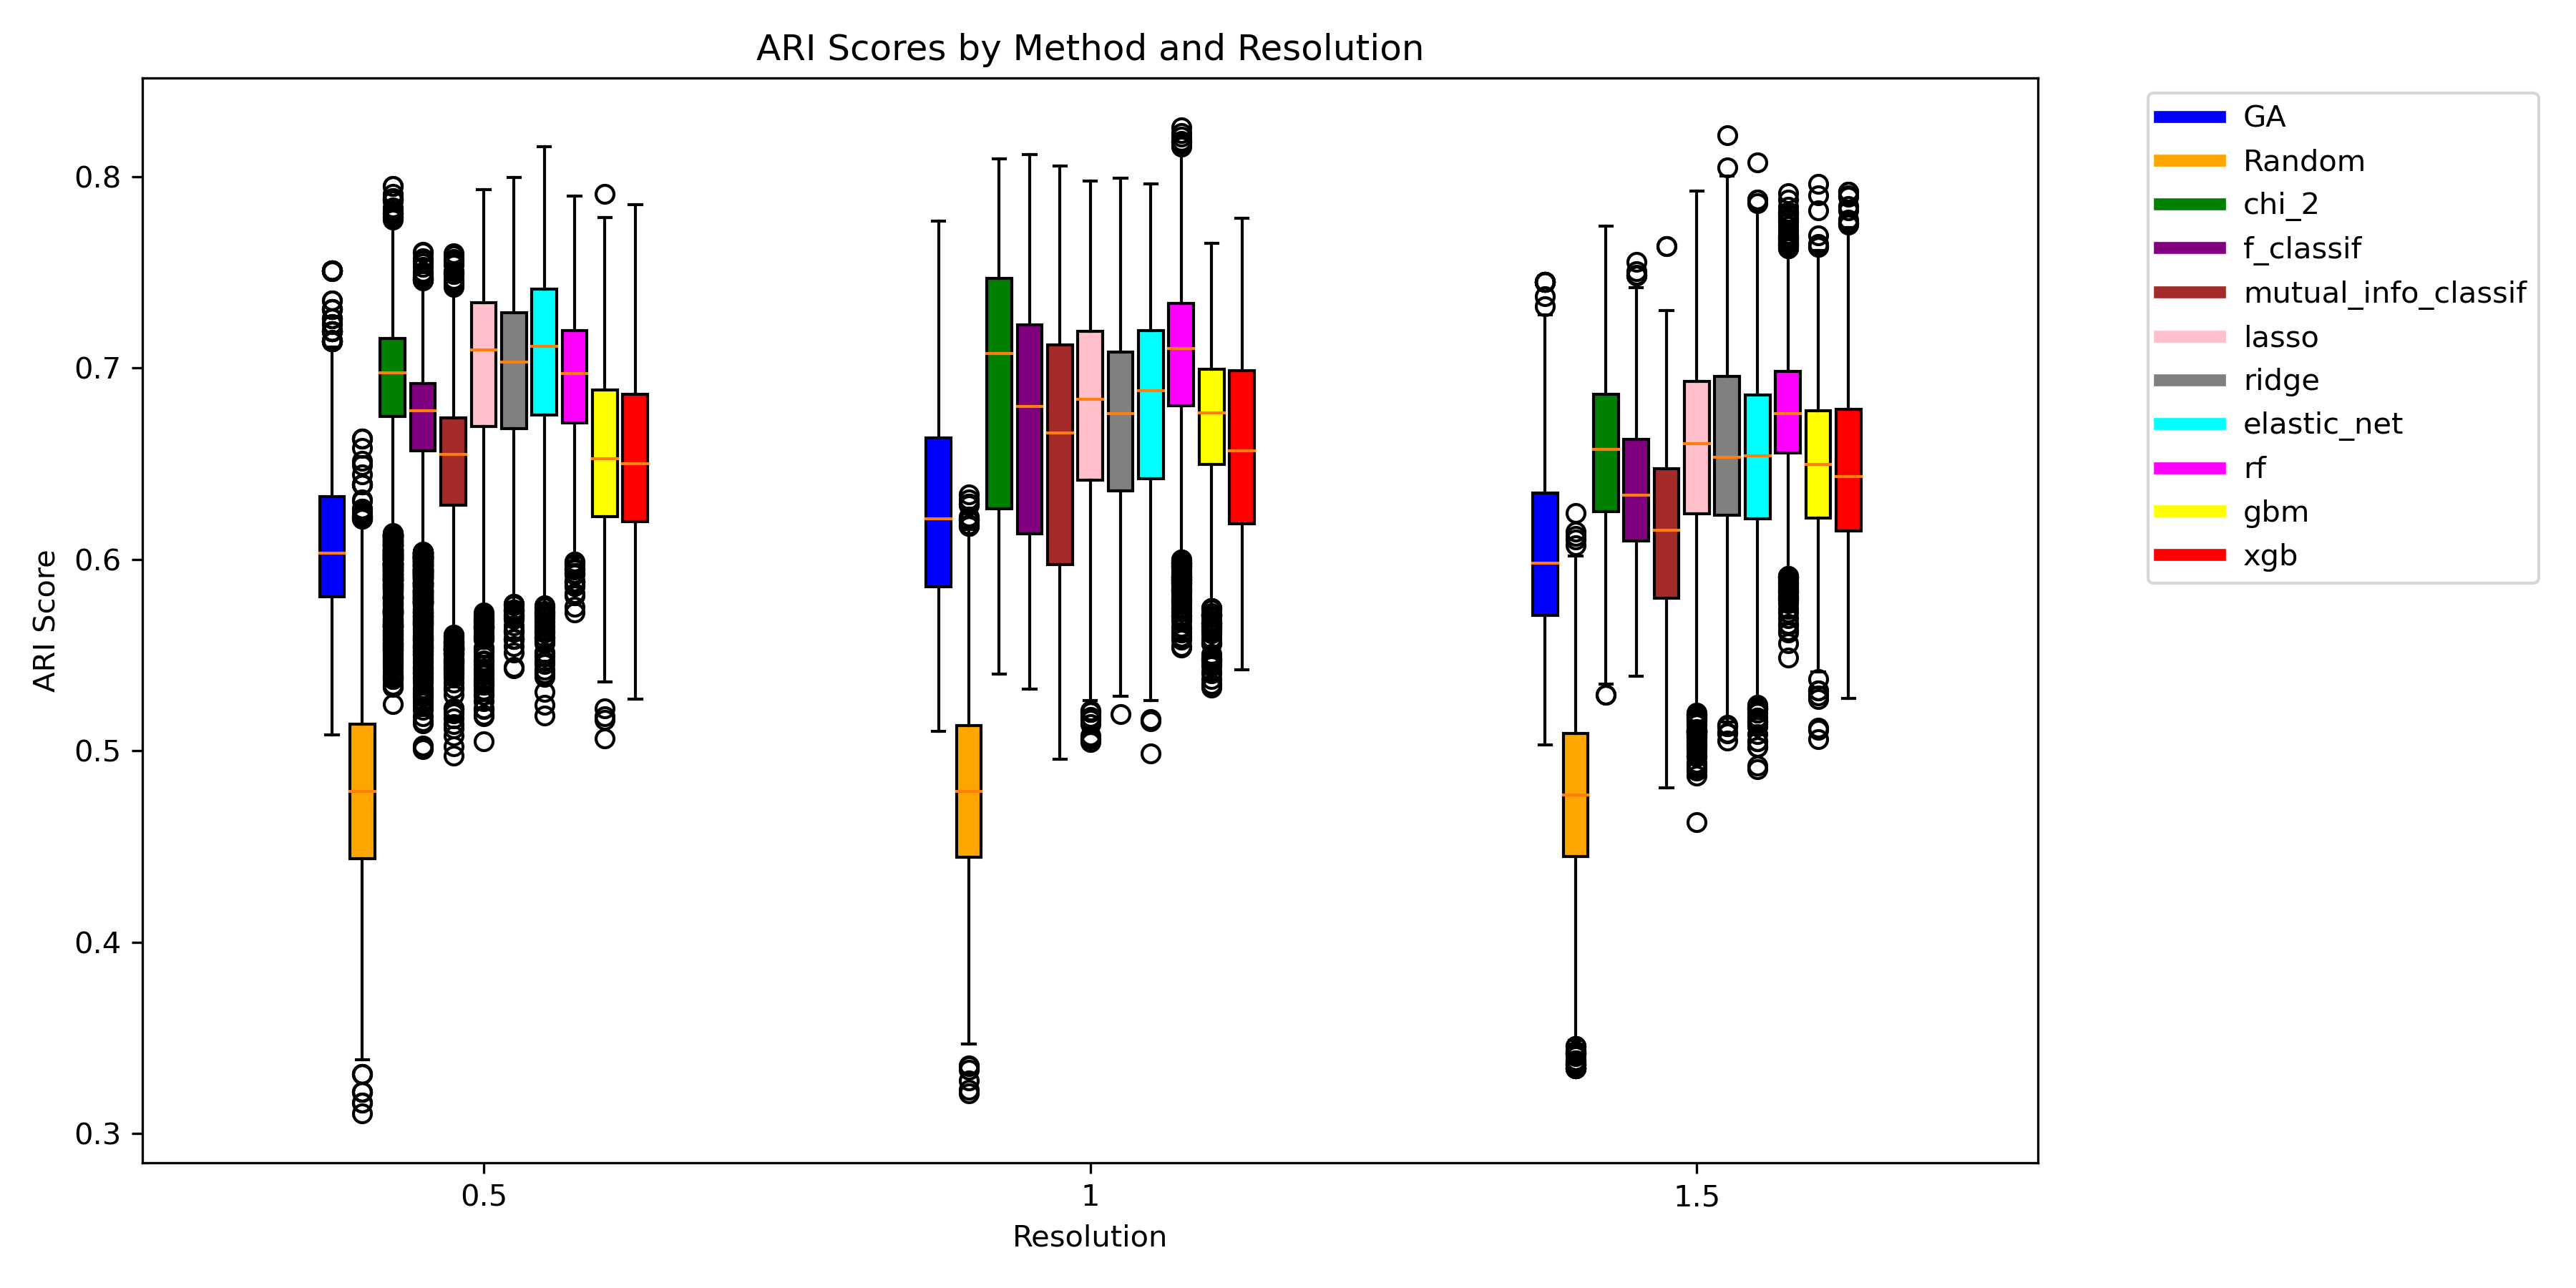 ARI Scores by Method and Resolution
ARI Score
0.8
0.7
0.6
0.5
0.4
0.3
0.5
1
1.5
Resolution
GA
Random
chi_2
f_classif
mutual_info_classif
lasso
ridge
elastic_net
rf
gbm
xgb